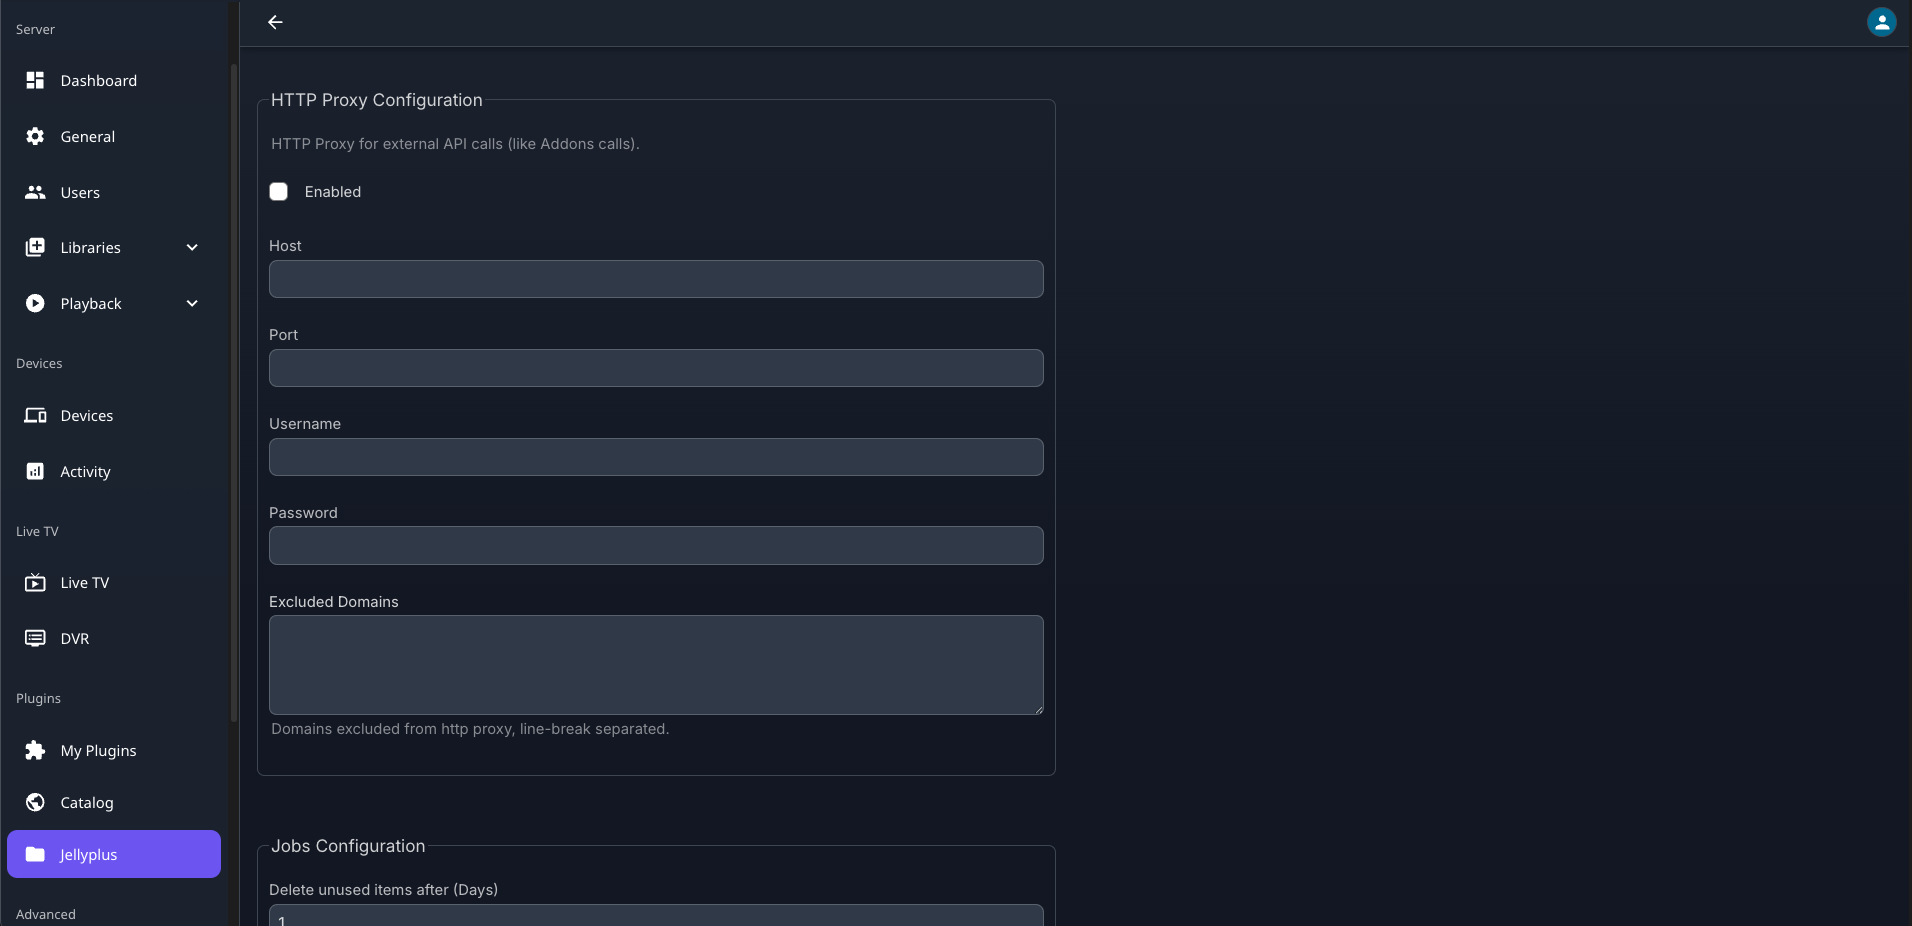 Server
Dashboard
General
Users
Libraries
Playback
Devices
Devices
Activity
Live TV
Live TV
DVR
Plugins
My Plugins
Catalog
Jellyplus
Advanced
HTTP Proxy Configuration
HTTP Proxy for external API calls (like Addons calls).
Enabled
Host
Port
Username
Password
Excluded Domains
Domains excluded from http proxy, line-break separated.
Jobs Configuration
Delete unused items after (Days)
1